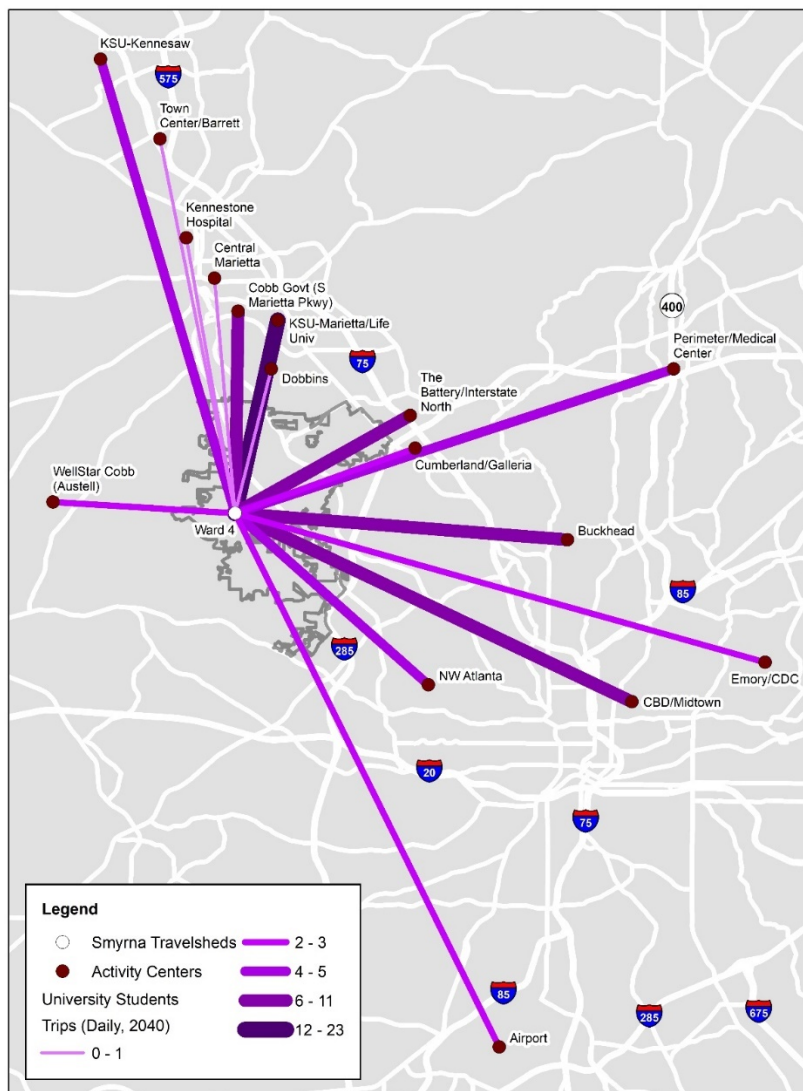 KSU-Kennesaw
575
Town
Center/Barrett
Kennestone
Hospital
Central
Marietta
Cobb Govt (S
Marietta Pkwy)
KSU-Marietta/Life
Univ
Dobbins
75
400
Perimeter/Medical
Center
The
Battery/Interstate
North
Cumberland/Galleria
WellStar Cobb
(Austell)
Ward 4
Buckhead
85
285
Emory/CDC
NW Atlanta
CBD/Midtown
20
75
85
285
675
Airport
Legend
Smyrna Travelsheds
Activity Centers
University Students
Trips (Daily, 2040)
0 - 1
2 - 3
4 - 5
6 - 11
12 - 23